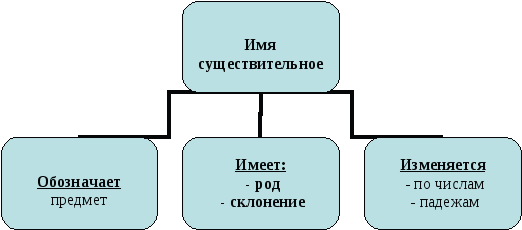 Имя
существительное
Обозначает
предмет
Имеет:
- род
- склонение
Изменяется
- по числам
- падежам